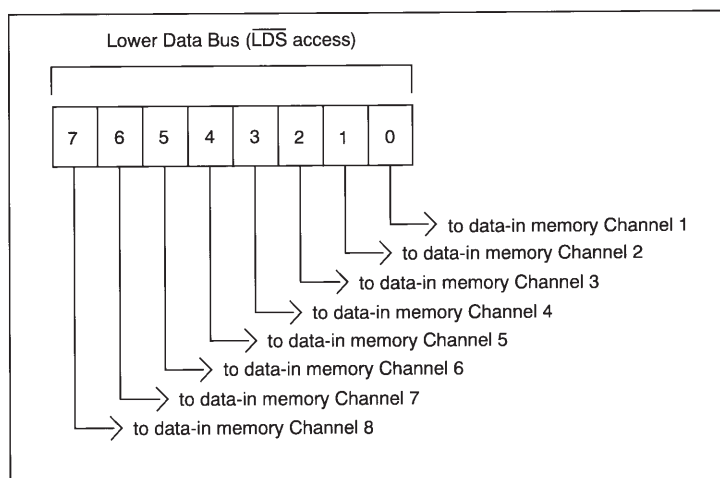 Lower Data Bus (L̅D̅S̅ access)
7 6 5 4 3 2 1 0
to data-in memory Channel 1
to data-in memory Channel 2
to data-in memory Channel 3
to data-in memory Channel 4
to data-in memory Channel 5
to data-in memory Channel 6
to data-in memory Channel 7
to data-in memory Channel 8